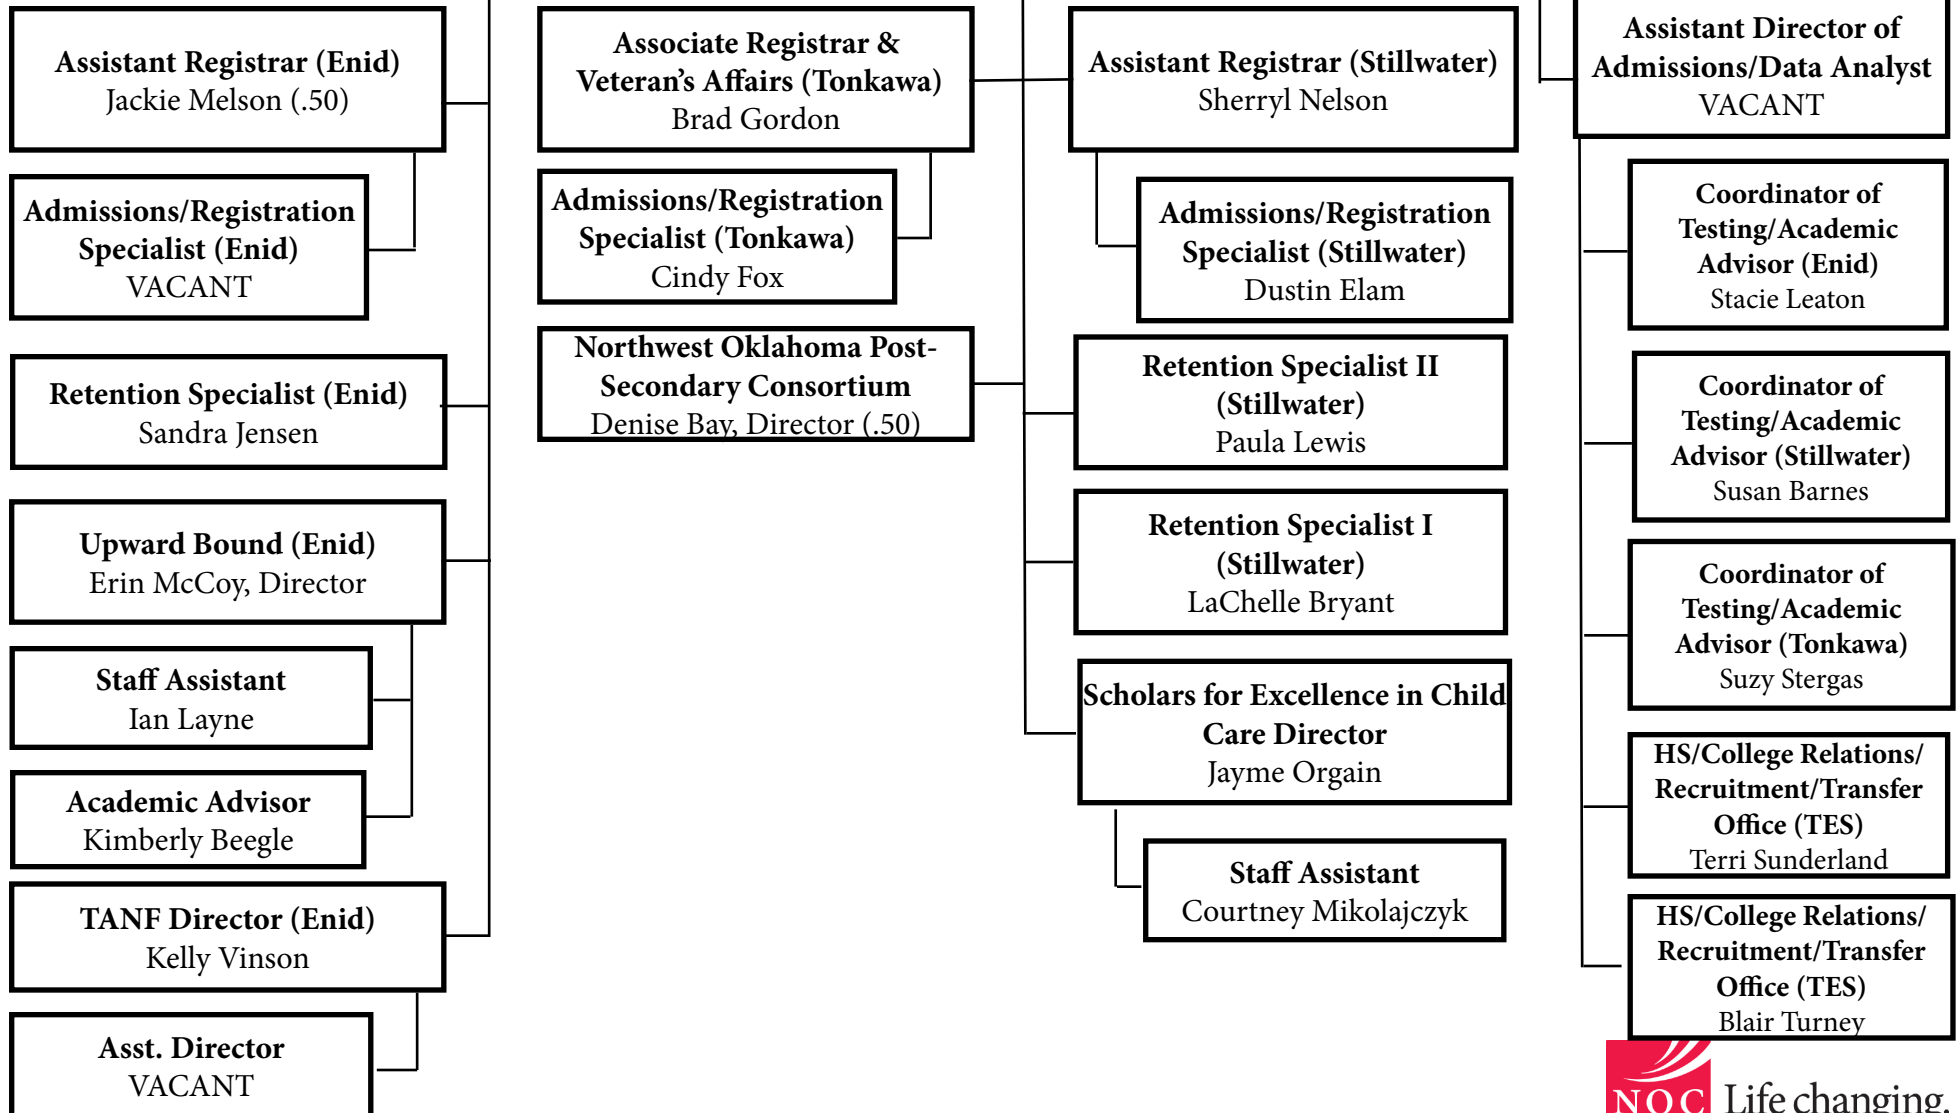 Assistant Registrar (Enid)
Jackie Melson (.50)
Admissions/Registration
Specialist (Enid)
VACANT
Retention Specialist (Enid)
Sandra Jensen
Upward Bound (Enid)
Erin McCoy, Director
Staff Assistant
Ian Layne
Academic Advisor
Kimberly Beegle
TANF Director (Enid)
Kelly Vinson
Asst. Director
VACANT
Associate Registrar &
Veteran’s Affairs (Tonkawa)
Brad Gordon
Admissions/Registration
Specialist (Tonkawa)
Cindy Fox
Northwest Oklahoma Post-
Secondary Consortium
Denise Bay, Director (.50)
Assistant Registrar (Stillwater)
Sherryl Nelson
Admissions/Registration
Specialist (Stillwater)
Dustin Elam
Retention Specialist II
(Stillwater)
Paula Lewis
Retention Specialist I
(Stillwater)
LaChelle Bryant
Scholars for Excellence in Child
Care Director
Jayme Orgain
Staff Assistant
Courtney Mikolajczyk
Assistant Director of
Admissions/Data Analyst
VACANT
Coordinator of
Testing/Academic
Advisor (Enid)
Stacie Leaton
Coordinator of
Testing/Academic
Advisor (Stillwater)
Susan Barnes
Coordinator of
Testing/Academic
Advisor (Tonkawa)
Suzy Stergas
HS/College Relations/
Recruitment/Transfer
Office (TES)
Terri Sunderland
HS/College Relations/
Recruitment/Transfer
Office (TES)
Blair Turney
NOC Life changing.